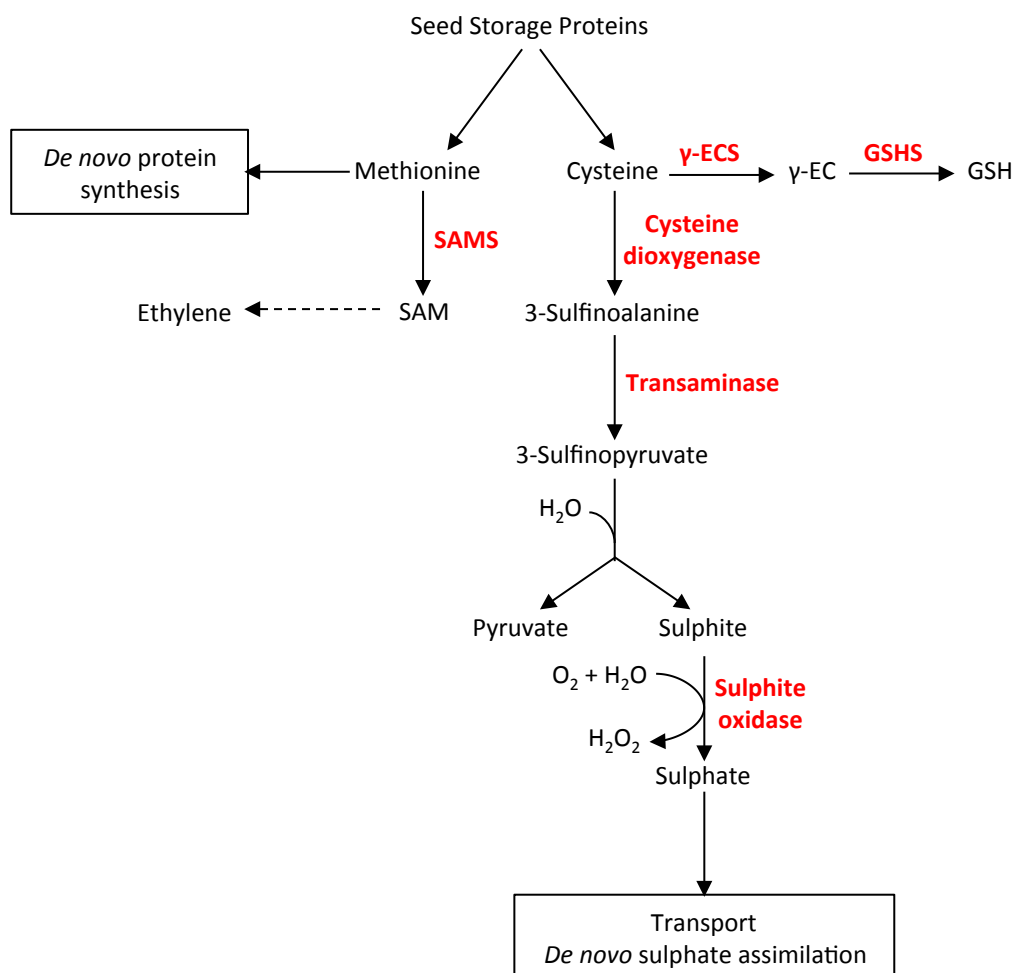 Seed Storage Proteins
De novo protein
synthesis
Methionine
Cysteine
γ-ECS
γ-EC
GSHS
GSH
SAMS
Cysteine
dioxygenase
Ethylene
SAM
3-Sulfinoalanine
Transaminase
3-Sulfinopyruvate
H₂O
Pyruvate
Sulphite
O₂ + H₂O
Sulphite
oxidase
H₂O₂
Sulphate
Transport
De novo sulphate assimilation